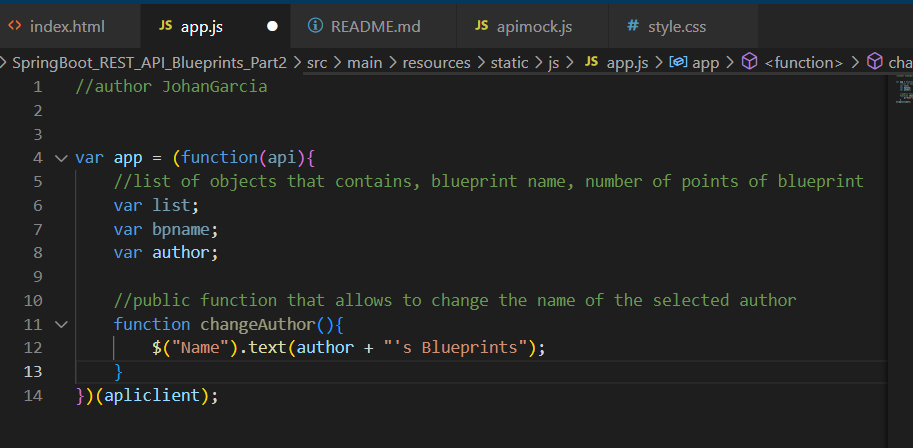 <> index.html JS app.js ● ⓘ README.md JS apimock.js # style.css
> SpringBoot_REST_API_Blueprints_Part2 > src > main > resources > static > js > JS app.js > app > <function> > cha
1 //author JohanGarcia
2
3
4 var app = (function(api){
5 //list of objects that contains, blueprint name, number of points of blueprint
6 var list;
7 var bpname;
8 var author;
9
10 //public function that allows to change the name of the selected author
11 function changeAuthor(){
12 $("Name").text(author + "'s Blueprints");
13 }
14 })(apliclient);